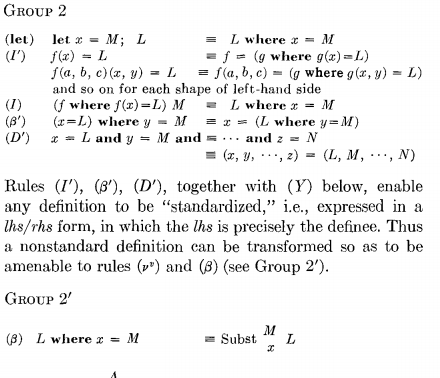 GROUP 2
(let) let x = M; L ≡ L where x = M
(I′) f(x) = L ≡ f = (g where g(x)=L)
f(a, b, c)(x, y) = L ≡ f(a, b, c) = (g where g(x, y) = L)
and so on for each shape of left-hand side
(I) (f where f(x)=L) M ≡ L where x = M
(β′) (x=L) where y = M ≡ x = (L where y=M)
(D′) x = L and y = M and ⋯ and z = N
≡ (x, y, ⋯, z) = (L, M, ⋯, N)
Rules (I′), (β′), (D′), together with (Y) below, enable
any definition to be “standardized,” i.e., expressed in a
lhs/rhs form, in which the lhs is precisely the definee. Thus
a nonstandard definition can be transformed so as to be
amenable to rules (νᵛ) and (β) (see Group 2′).
GROUP 2′
(β) L where x = M ≡ Subst M/x L